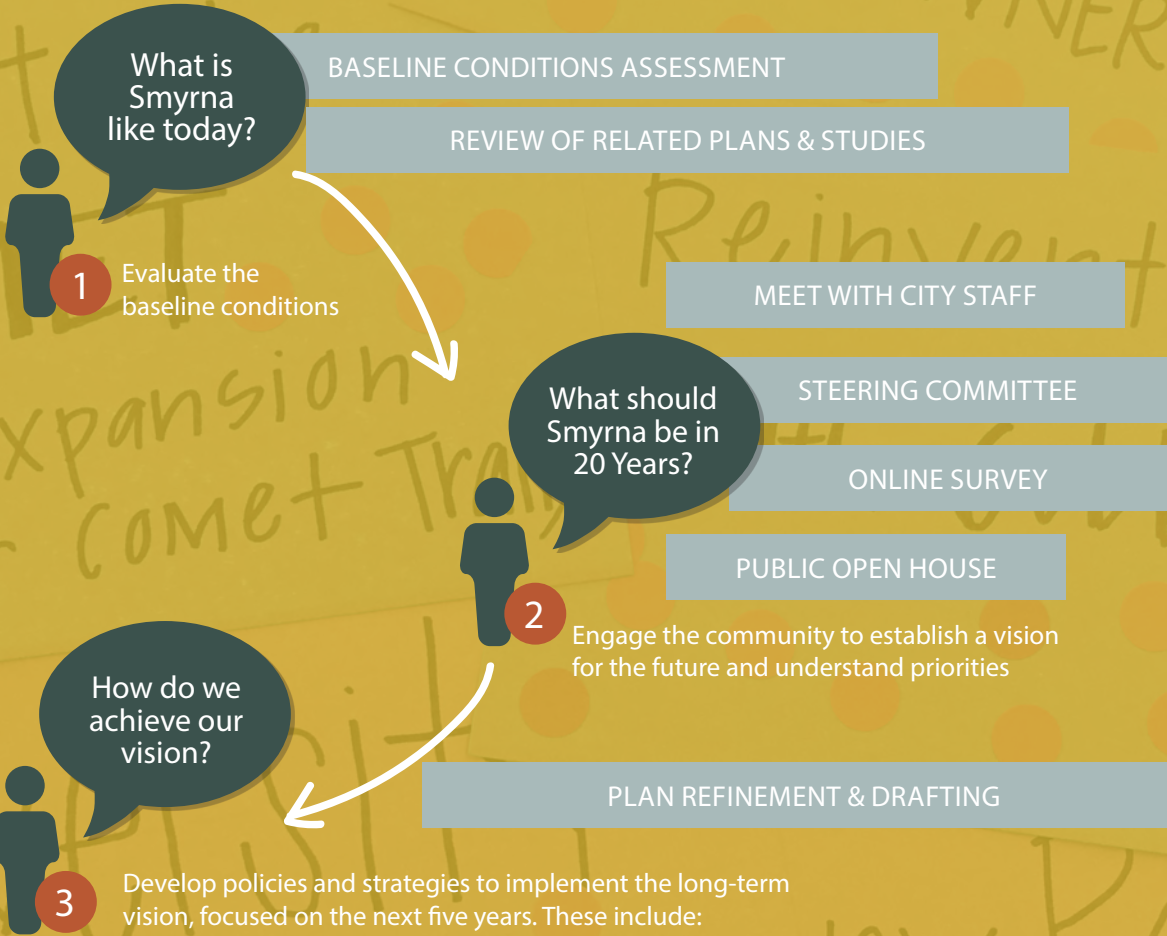 What is
Smyrna
like today?
BASELINE CONDITIONS ASSESSMENT
REVIEW OF RELATED PLANS & STUDIES
1
Evaluate the
baseline conditions
Reinvent
MEET WITH CITY STAFF
What should
Smyrna be in
20 Years?
STEERING COMMITTEE
ONLINE SURVEY
PUBLIC OPEN HOUSE
2
Engage the community to establish a vision
for the future and understand priorities
How do we
achieve our
vision?
PLAN REFINEMENT & DRAFTING
3
Develop policies and strategies to implement the long-term
vision, focused on the next five years. These include: